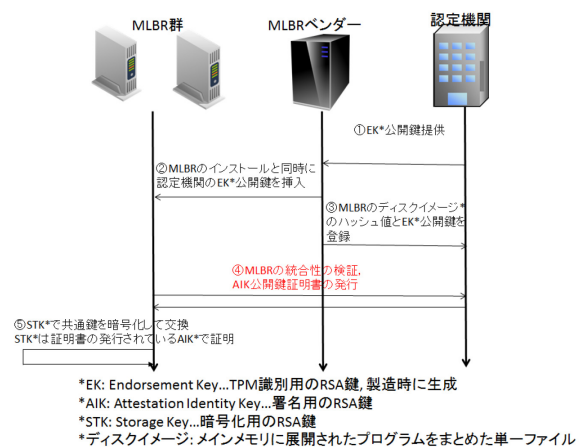 MLBR群
MLBRベンダー
認定機関
①EK*公開鍵提供
②MLBRのインストールと同時に
認定機関のEK*公開鍵を挿入
③MLBRのディスクイメージ*
のハッシュ値とEK*公開鍵を
登録
④MLBRの統合性の検証,
AIK公開鍵証明書の発行
⑤STK*で共通鍵を暗号化して交換
STK*は証明書の発行されているAIK*で証明
*EK: Endorsement Key...TPM識別用のRSA鍵, 製造時に生成
*AIK: Attestation Identity Key...署名用のRSA鍵
*STK: Storage Key...暗号化用のRSA鍵
*ディスクイメージ: メインメモリに展開されたプログラムをまとめた単一ファイル